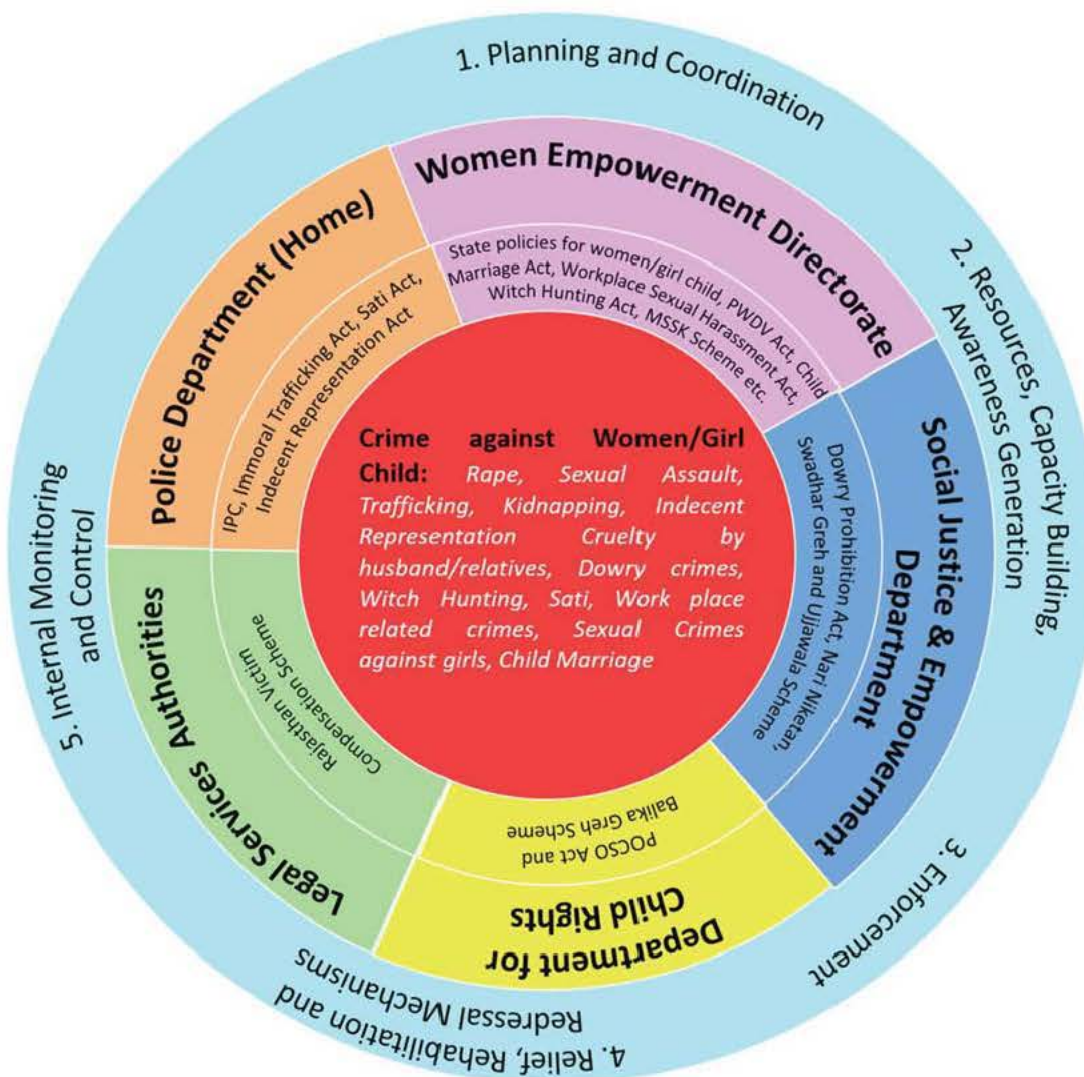 1. Planning and Coordination
2. Resources, Capacity Building,
Awareness Generation
3. Enforcement
4. Relief, Rehabilitation and
Redressal Mechanisms
5. Internal Monitoring
and Control
Women Empowerment Directorate
State policies for women/girl child, PWDV Act, Child
Marriage Act, Workplace Sexual Harassment Act,
Witch Hunting Act, MSSK Scheme etc.
Social Justice & Empowerment
Department
Dowry Prohibition Act, Nari Niketan,
Swadhar Greh and Ujjawala Scheme
Department for
Child Rights
POCSO Act and
Balika Greh Scheme
Legal Services Authorities
Rajasthan Victim
Compensation Scheme
Police Department (Home)
IPC, Immoral Trafficking Act, Sati Act,
Indecent Representation Act
Crime against Women/Girl
Child: Rape, Sexual Assault,
Trafficking, Kidnapping, Indecent
Representation Cruelty by
husband/relatives, Dowry crimes,
Witch Hunting, Sati, Work place
related crimes, Sexual Crimes
against girls, Child Marriage